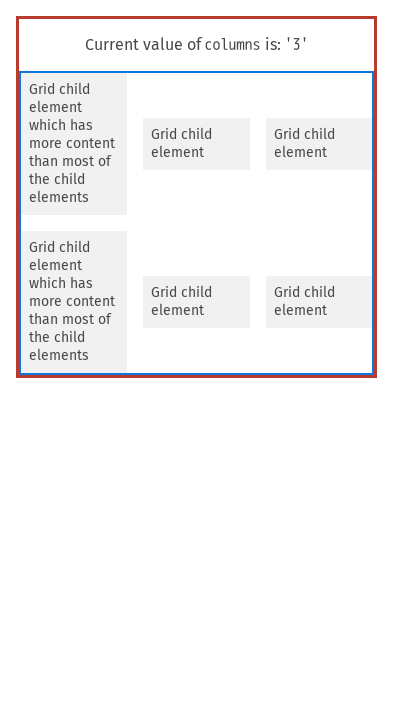 Current value of columns is: '3'
Grid child
element
which has
more content
than most of
the child
elements
Grid child
element
Grid child
element
Grid child
element
which has
more content
than most of
the child
elements
Grid child
element
Grid child
element